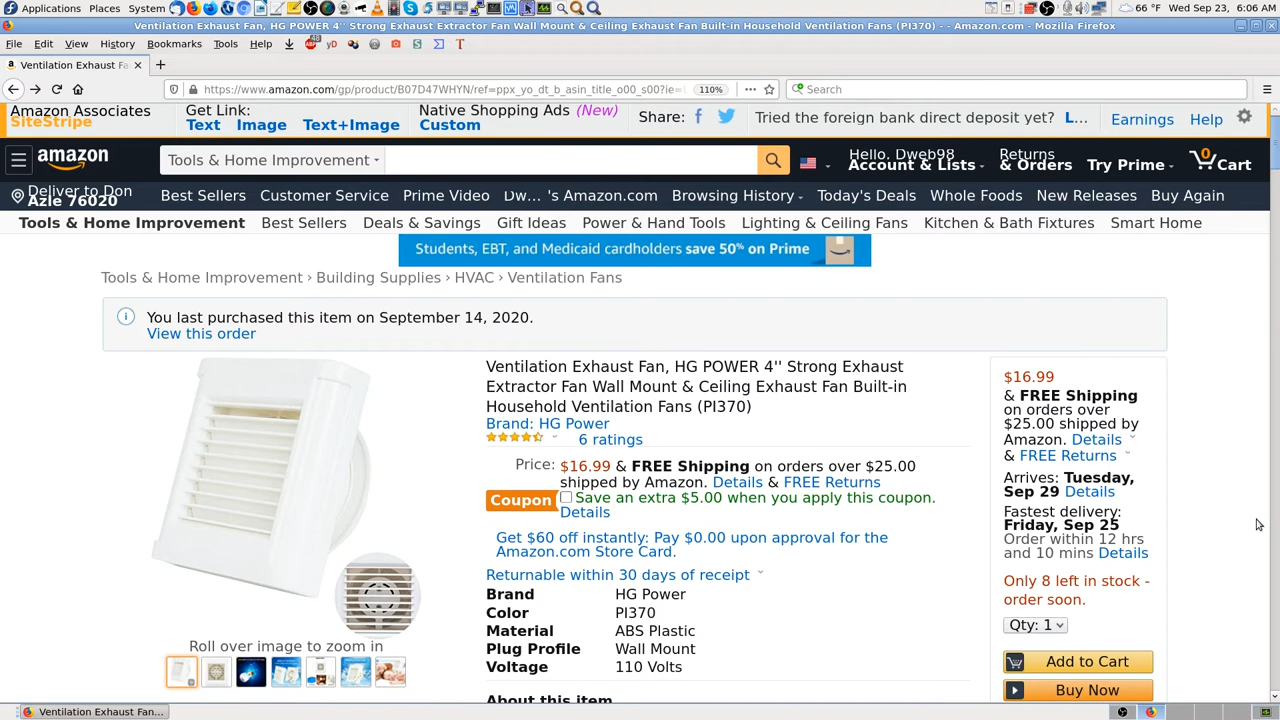 Applications Places System 66 °F Wed Sep 23, 6:06 AM
Ventilation Exhaust Fan, HG POWER 4'' Strong Exhaust Extractor Fan Wall Mount & Ceiling Exhaust Fan Built-in Household Ventilation Fans (PI370) - - Amazon.com - Mozilla Firefox
File Edit View History Bookmarks Tools Help
Ventilation Exhaust Fa
https://www.amazon.com/gp/product/B07D47WHYN/ref=ppx_yo_dt_b_asin_title_o00_s00?ie= 110% Search
Amazon Associates
SiteStripe
Get Link:
Text Image Text+Image
Native Shopping Ads (New)
Custom
Share:
Tried the foreign bank direct deposit yet? L... Earnings Help
amazon
Tools & Home Improvement
Hello, Dweb98
Account & Lists
Returns
& Orders
Try Prime
0
Cart
Deliver to Don
Azle 76020
Best Sellers Customer Service Prime Video Dw... 's Amazon.com Browsing History Today's Deals Whole Foods New Releases Buy Again
Tools & Home Improvement Best Sellers Deals & Savings Gift Ideas Power & Hand Tools Lighting & Ceiling Fans Kitchen & Bath Fixtures Smart Home
Students, EBT, and Medicaid cardholders save 50% on Prime
Tools & Home Improvement › Building Supplies › HVAC › Ventilation Fans
You last purchased this item on September 14, 2020.
View this order
Ventilation Exhaust Fan, HG POWER 4'' Strong Exhaust
Extractor Fan Wall Mount & Ceiling Exhaust Fan Built-in
Household Ventilation Fans (PI370)
Brand: HG Power
6 ratings
Price: $16.99 & FREE Shipping on orders over $25.00
shipped by Amazon. Details & FREE Returns
Coupon Save an extra $5.00 when you apply this coupon.
Details
Get $60 off instantly: Pay $0.00 upon approval for the
Amazon.com Store Card.
Returnable within 30 days of receipt
Brand HG Power
Color PI370
Material ABS Plastic
Plug Profile Wall Mount
Voltage 110 Volts
About this item
Roll over image to zoom in
$16.99
& FREE Shipping
on orders over
$25.00 shipped by
Amazon. Details
& FREE Returns
Arrives: Tuesday,
Sep 29 Details
Fastest delivery:
Friday, Sep 25
Order within 12 hrs
and 10 mins Details
Only 8 left in stock -
order soon.
Qty: 1
Add to Cart
Buy Now
Ventilation Exhaust Fan...